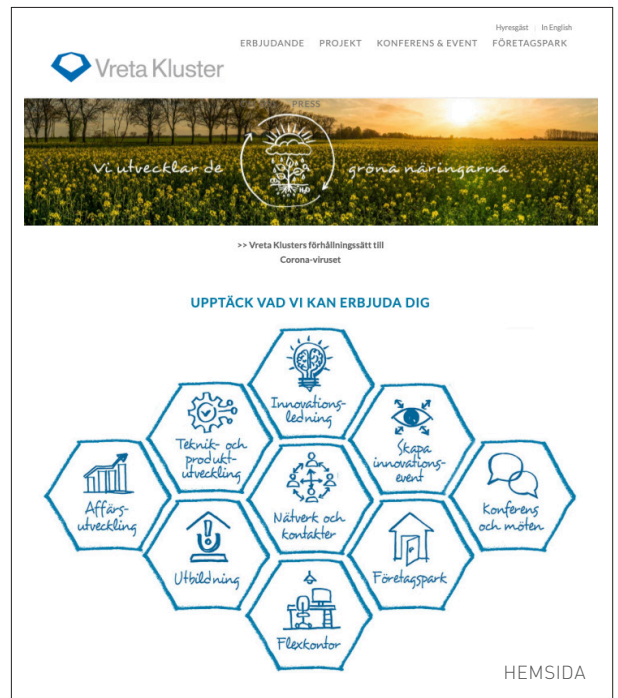 Hyresgäst | In English
ERBJUDANDE PROJEKT KONFERENS & EVENT FÖRETAGSPARK
Vreta Kluster
PRESS
Vi utvecklar de gröna näringarna
H2O
>> Vreta Klusters förhållningssätt till
Corona-viruset
UPPTÄCK VAD VI KAN ERBJUDA DIG
Innovations-
ledning
Teknik- och
produkt-
utveckling
Skapa
innovations-
event
Affärs-
utveckling
Nätverk och
kontakter
Konferens
och möten
Utbildning
Företagspark
Flexkontor
HEMSIDA